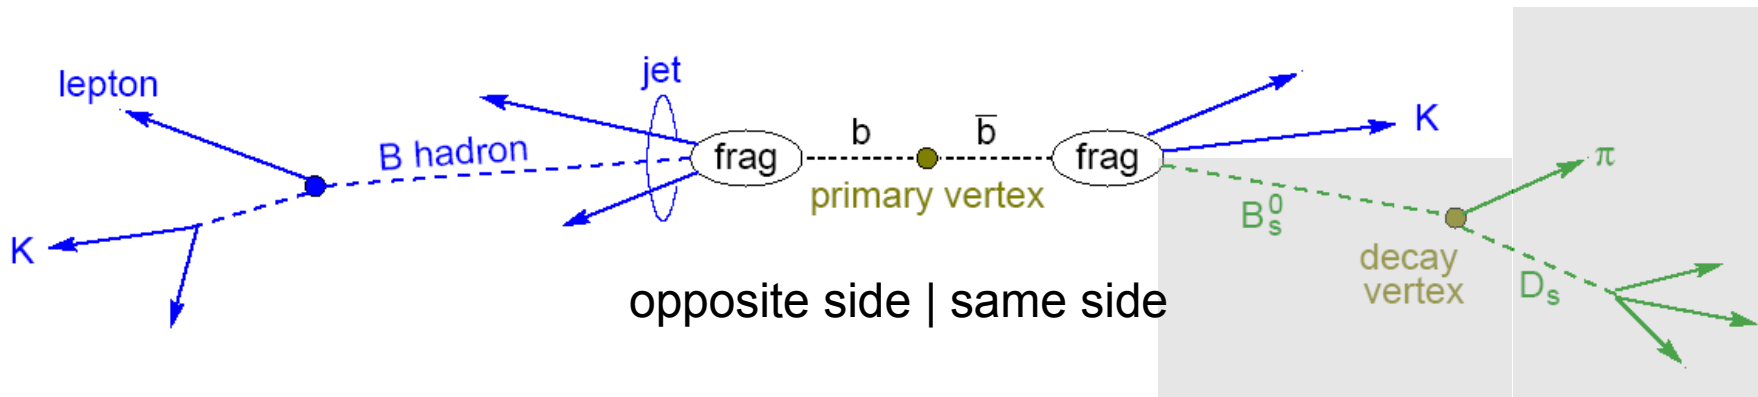 lepton
jet
B hadron
frag
b
b̅
frag
K
π
primary vertex
B⁰ₛ
K
decay
vertex
Dₛ
opposite side | same side